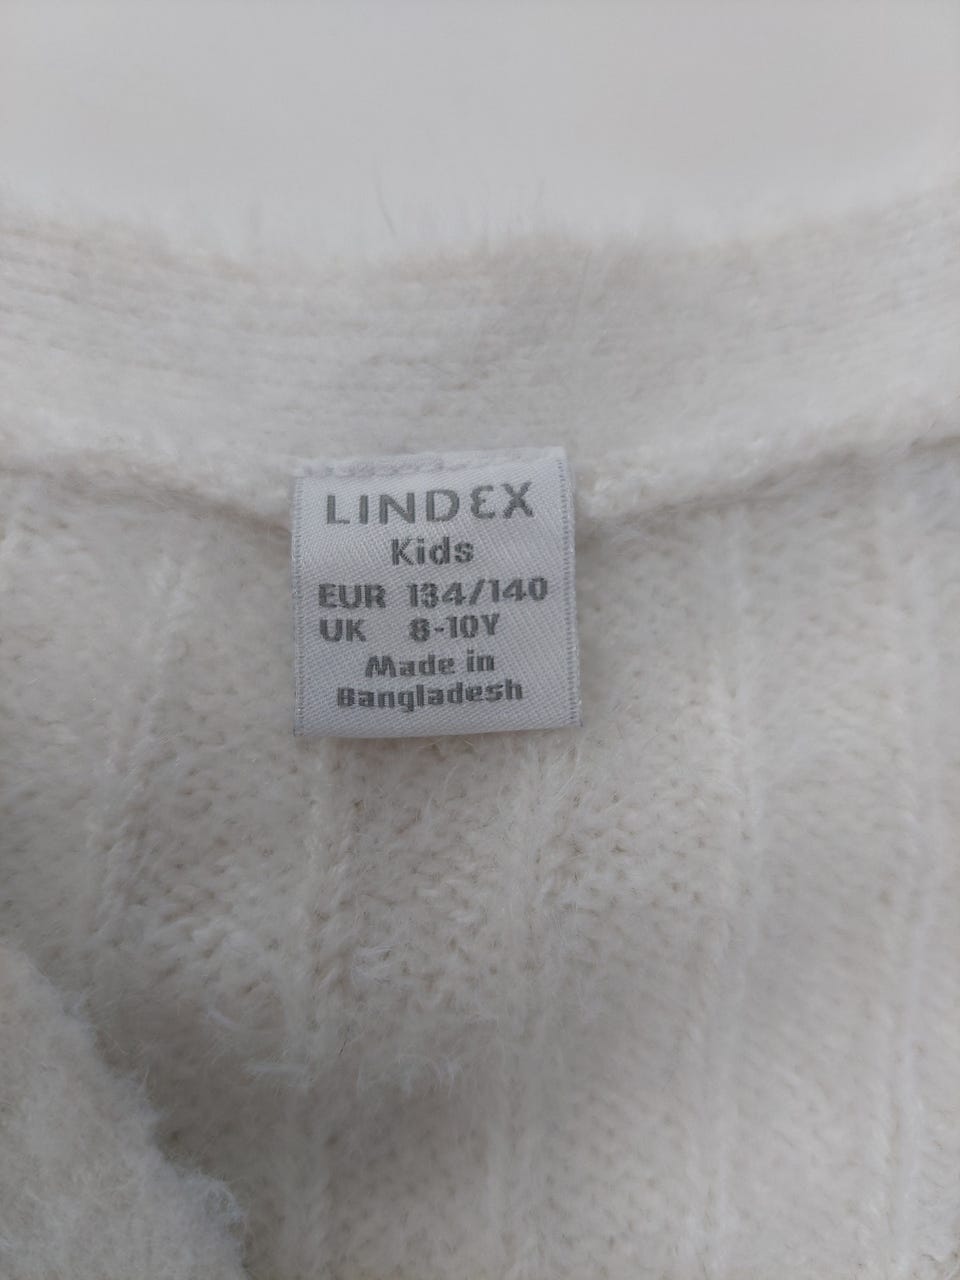 LINDEX
Kids
EUR 134/140
UK 8-10Y
Made in
Bangladesh